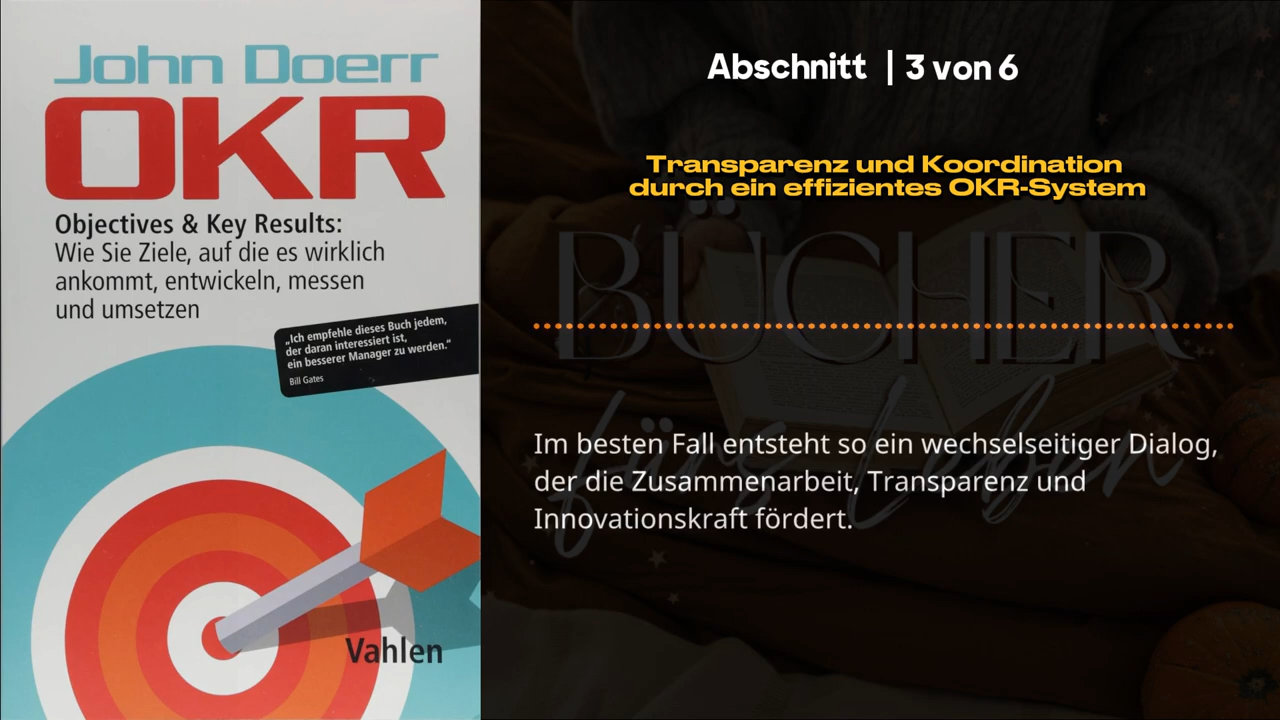 John Doerr
OKR
Objectives & Key Results:
Wie Sie Ziele, auf die es wirklich
ankommt, entwickeln, messen
und umsetzen
„Ich empfehle dieses Buch jedem,
der daran interessiert ist,
ein besserer Manager zu werden.“
Bill Gates
Vahlen
Abschnitt | 3 von 6
Transparenz und Koordination
durch ein effizientes OKR-System
BÜCHER
fürs Leben
Im besten Fall entsteht so ein wechselseitiger Dialog,
der die Zusammenarbeit, Transparenz und
Innovationskraft fördert.